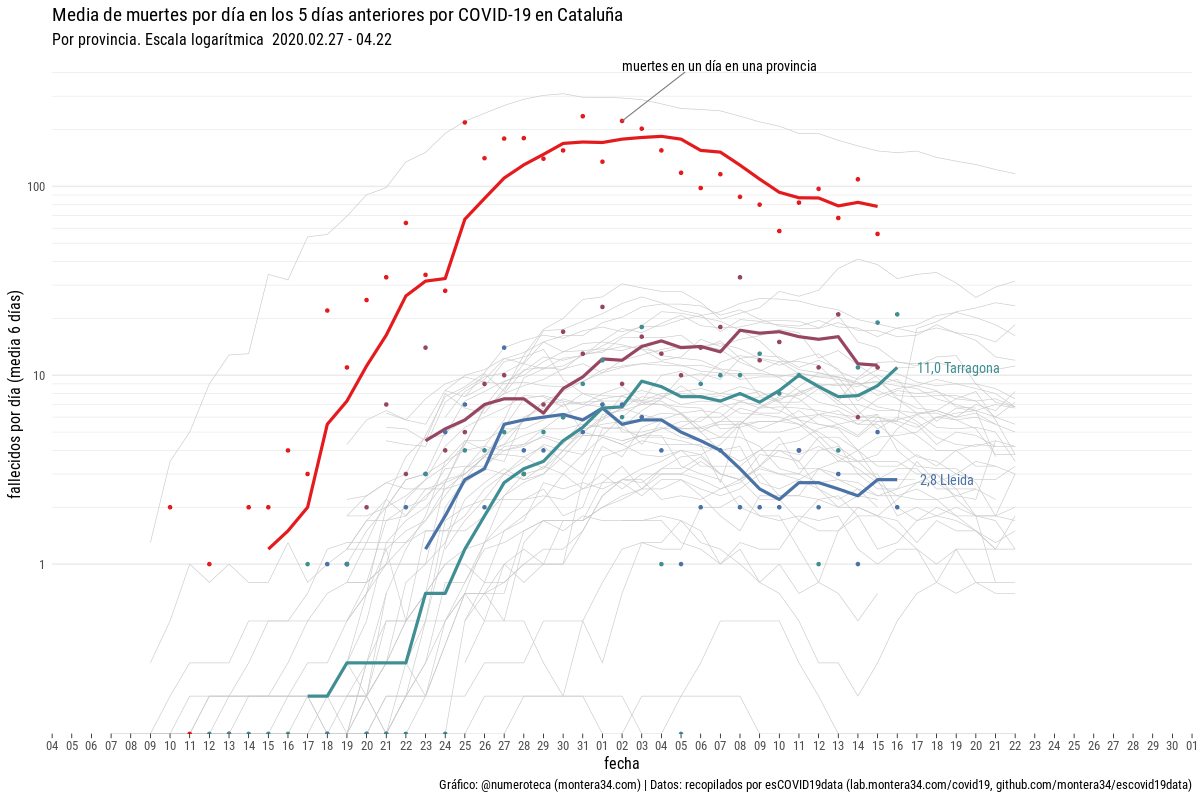 Media de muertes por día en los 5 días anteriores por COVID-19 en Cataluña
Por provincia. Escala logarítmica  2020.02.27 - 04.22
muertes en un día en una provincia
fallecidos por día (media 6 días)
100
10
1
11,0 Tarragona
2,8 Lleida
04 05 06 07 08 09 10 11 12 13 14 15 16 17 18 19 20 21 22 23 24 25 26 27 28 29 30 31 01 02 03 04 05 06 07 08 09 10 11 12 13 14 15 16 17 18 19 20 21 22 23 24 25 26 27 28 29 30 01
fecha
Gráfico: @numeroteca (montera34.com) | Datos: recopilados por esCOVID19data (lab.montera34.com/covid19, github.com/montera34/escovid19data)